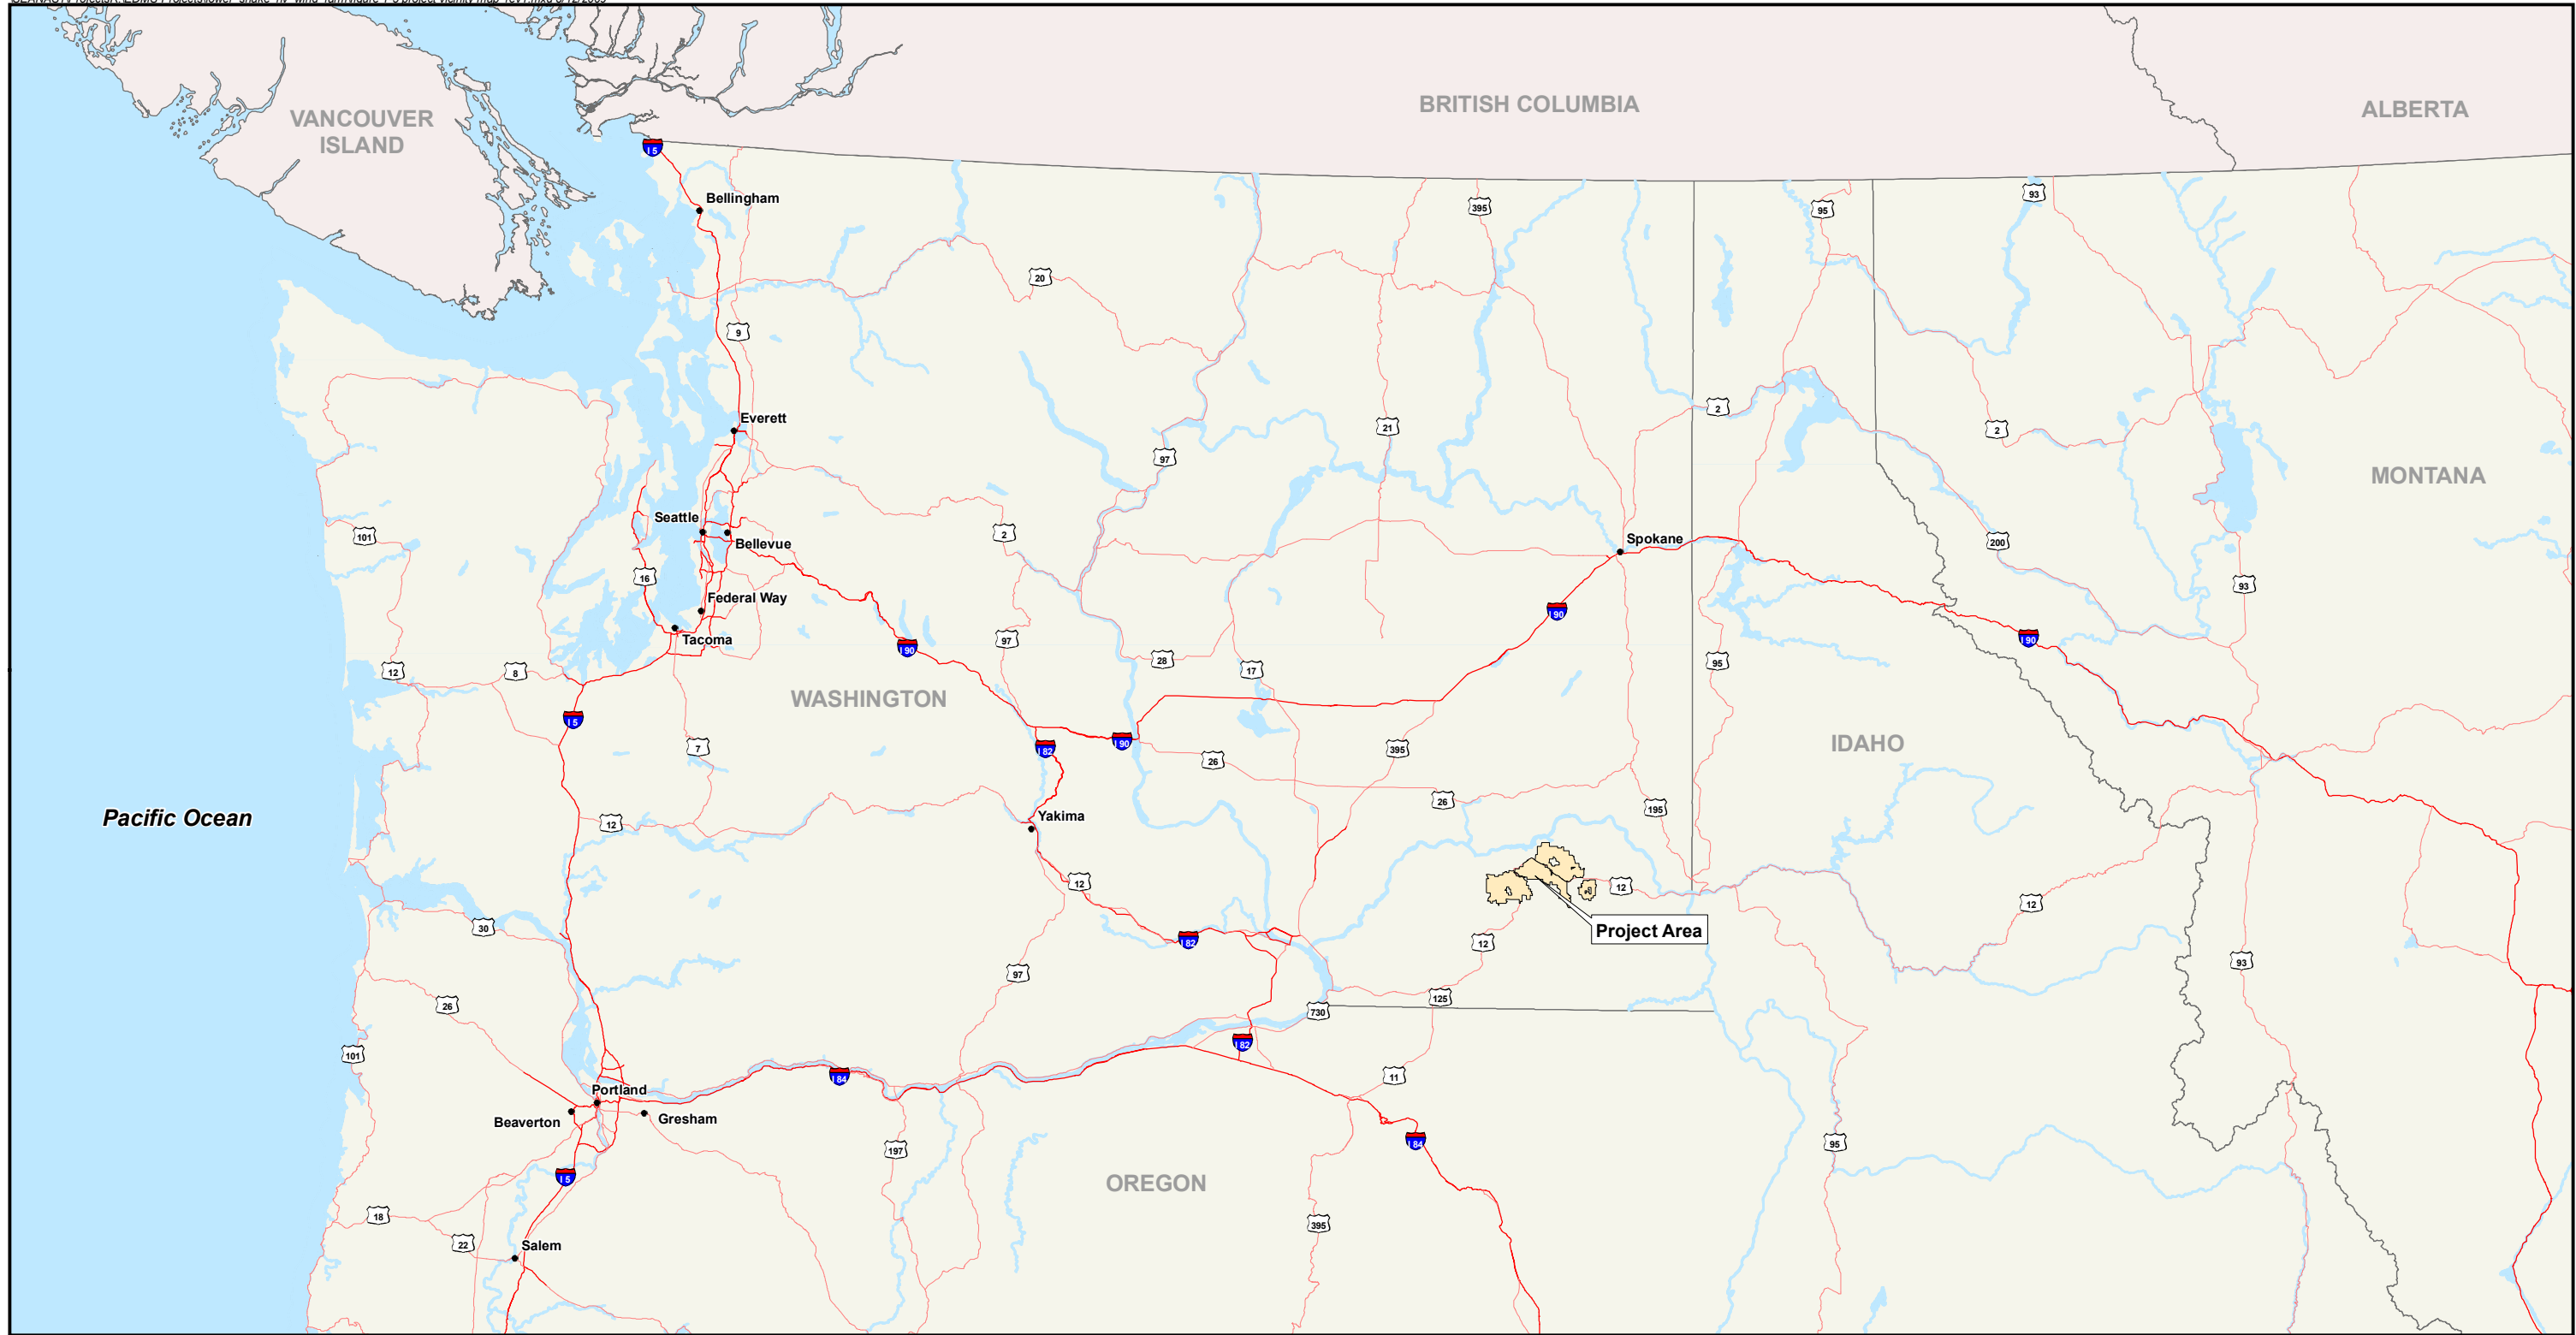 VANCOUVER
ISLAND
BRITISH COLUMBIA
ALBERTA
I 5
Bellingham
395
95
93
20
9
Everett
2
21
2
97
MONTANA
101
Seattle
2
Bellevue
Spokane
200
16
Federal Way
93
I 90
Tacoma
97
I 90
I 90
12
8
28
17
95
WASHINGTON
I 5
7
I 82
I 90
26
395
IDAHO
26
195
Pacific Ocean
12
Yakima
12
12
12
30
Project Area
I 82
12
97
93
26
125
730
101
I 82
I 84
11
Portland
Beaverton
Gresham
197
I 84
95
I 5
OREGON
18
395
22
Salem